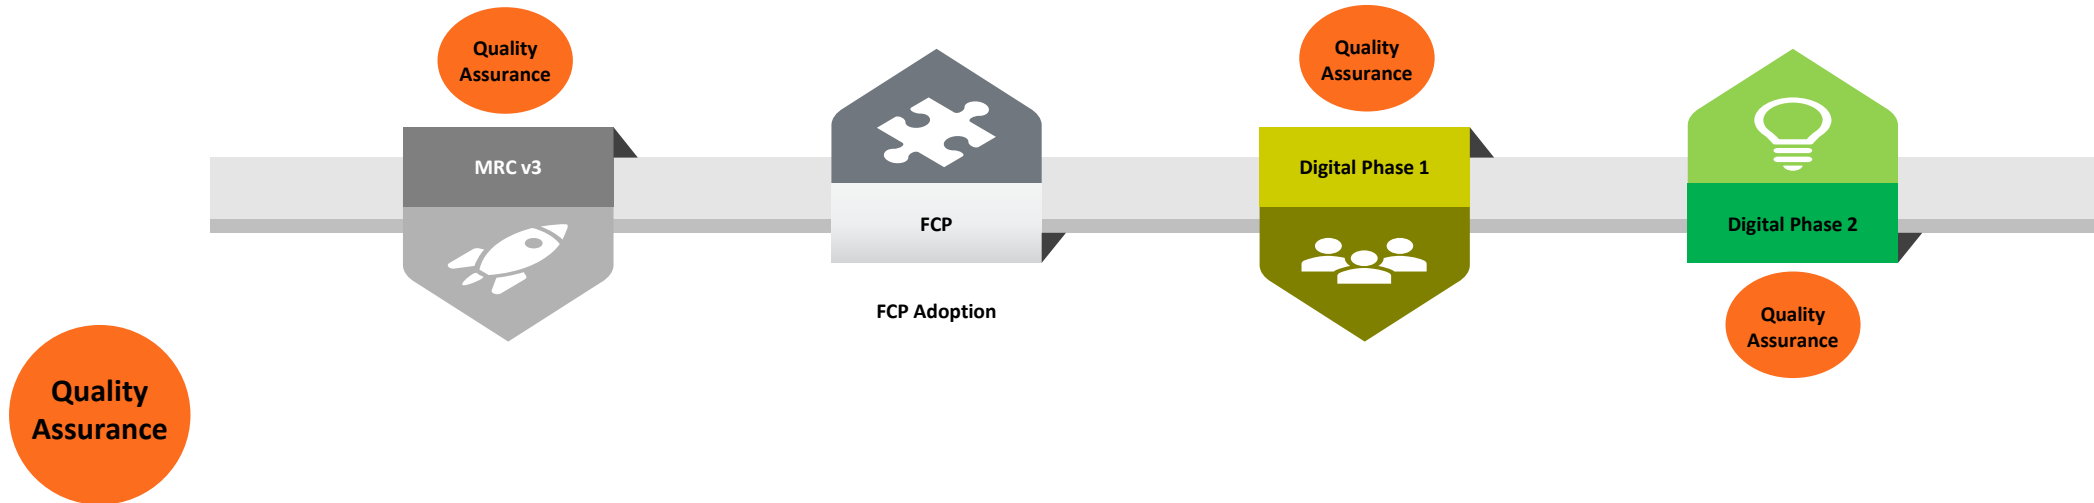 Quality
Assurance
MRC v3
FCP
FCP Adoption
Quality
Assurance
Digital Phase 1
Digital Phase 2
Quality
Assurance
Quality
Assurance